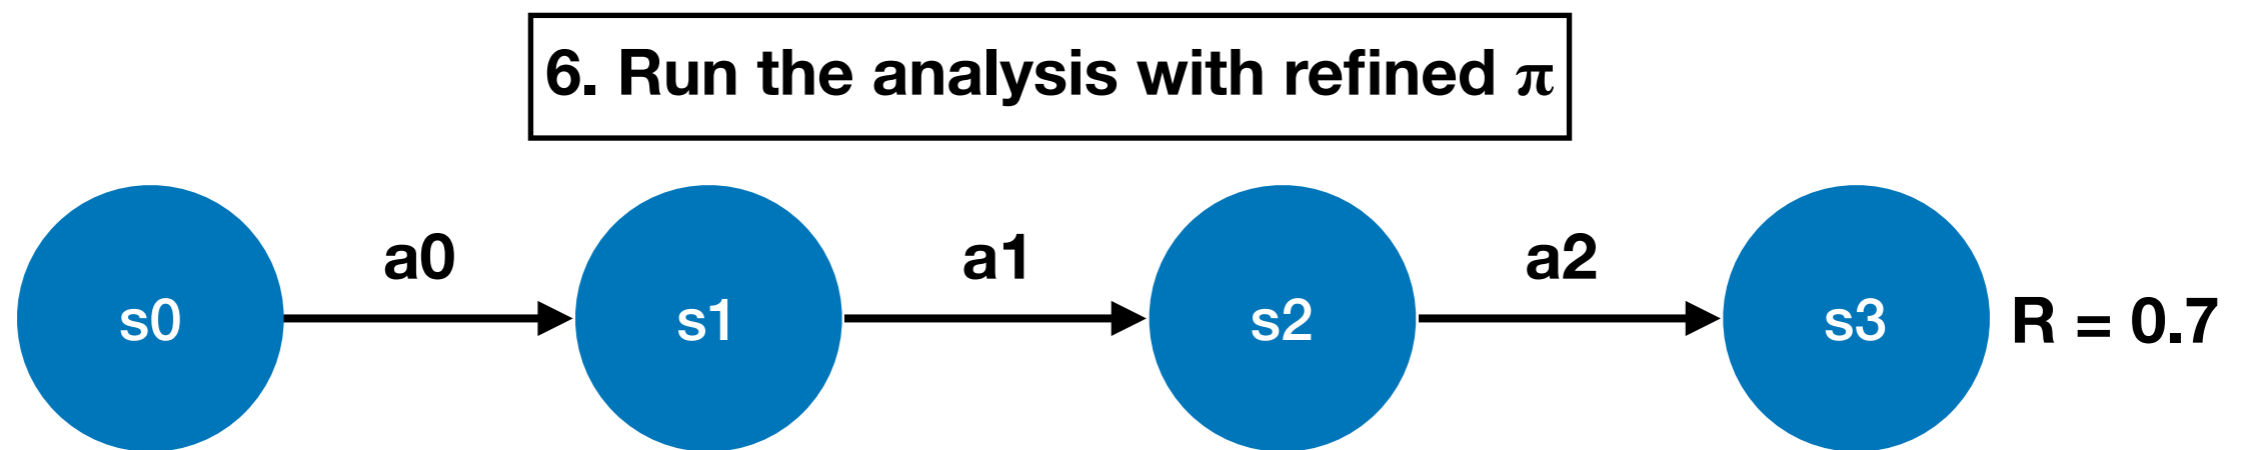 6. Run the analysis with refined π
a0 a1 a2
s0 s1 s2 s3 R = 0.7